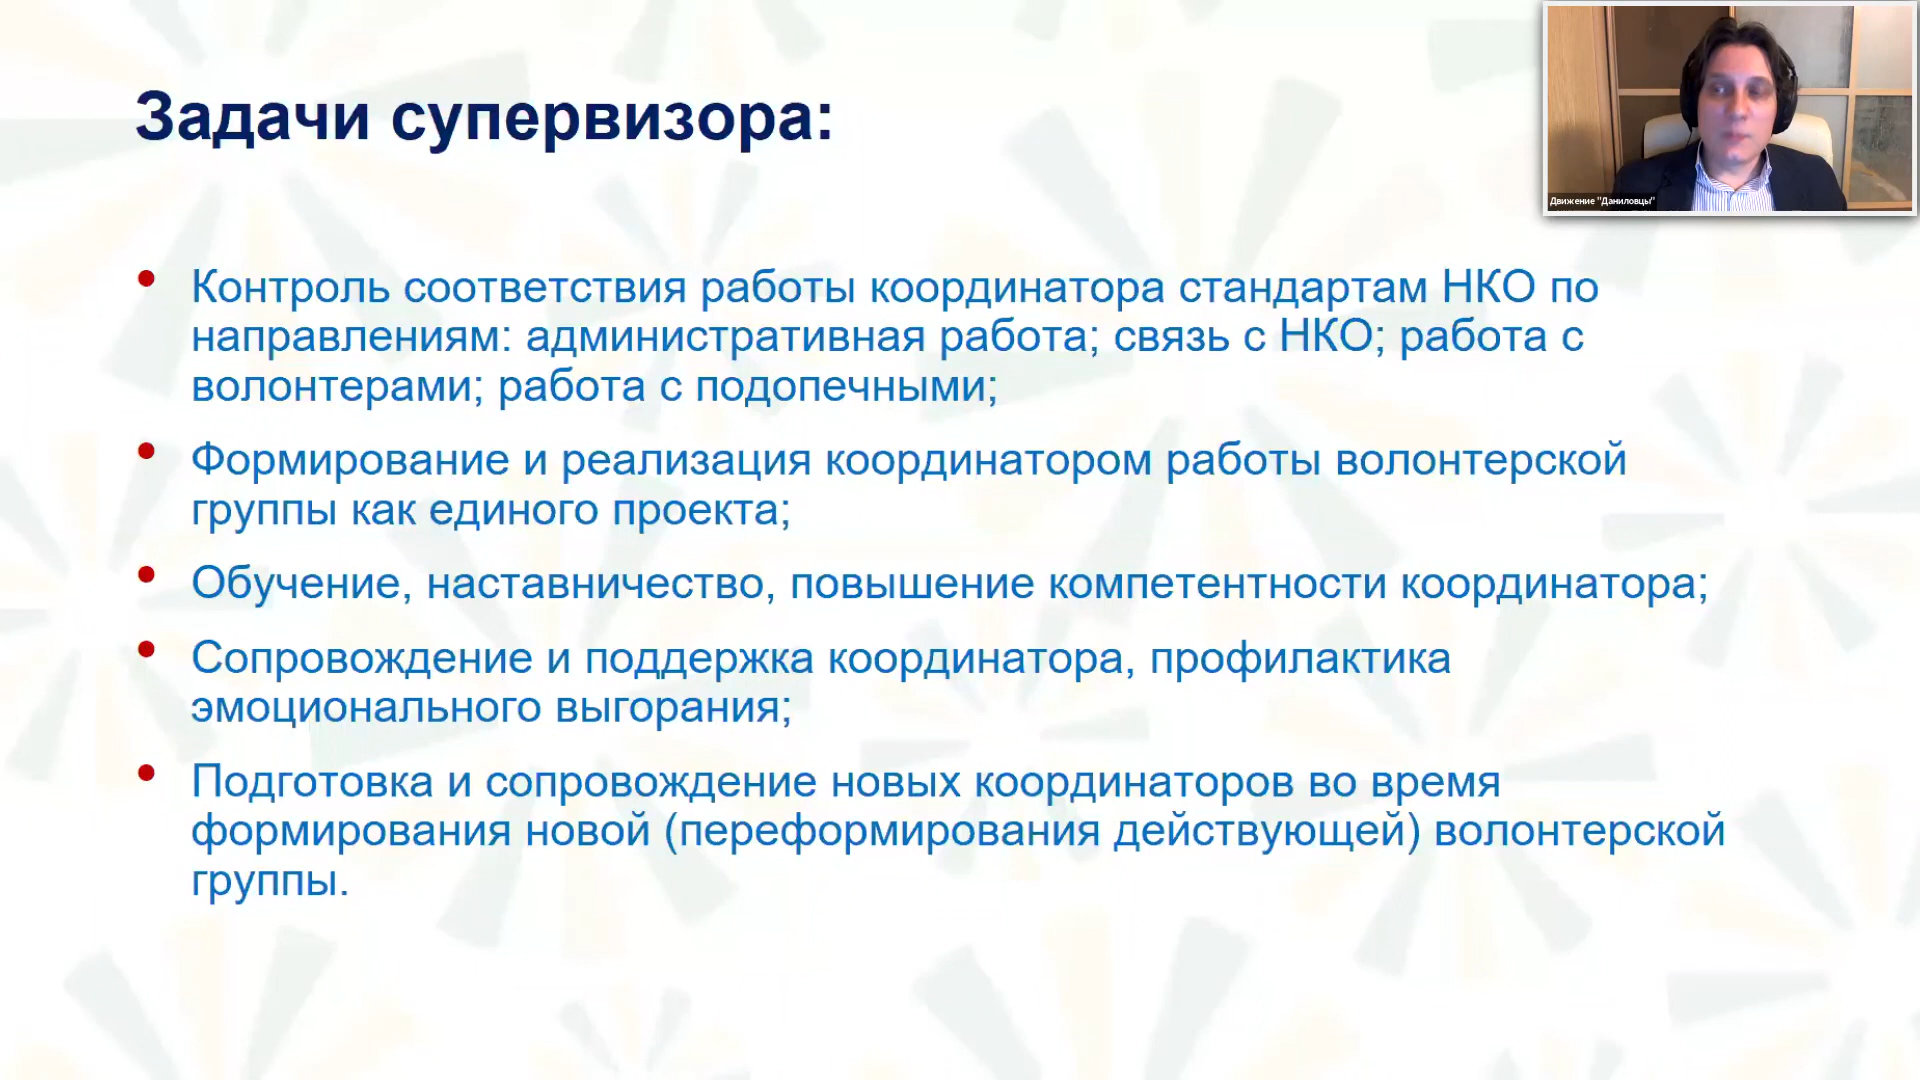 Задачи супервизора:
Движение "Даниловцы"
• Контроль соответствия работы координатора стандартам НКО по
направлениям: административная работа; связь с НКО; работа с
волонтерами; работа с подопечными;
• Формирование и реализация координатором работы волонтерской
группы как единого проекта;
• Обучение, наставничество, повышение компетентности координатора;
• Сопровождение и поддержка координатора, профилактика
эмоционального выгорания;
• Подготовка и сопровождение новых координаторов во время
формирования новой (переформирования действующей) волонтерской
группы.